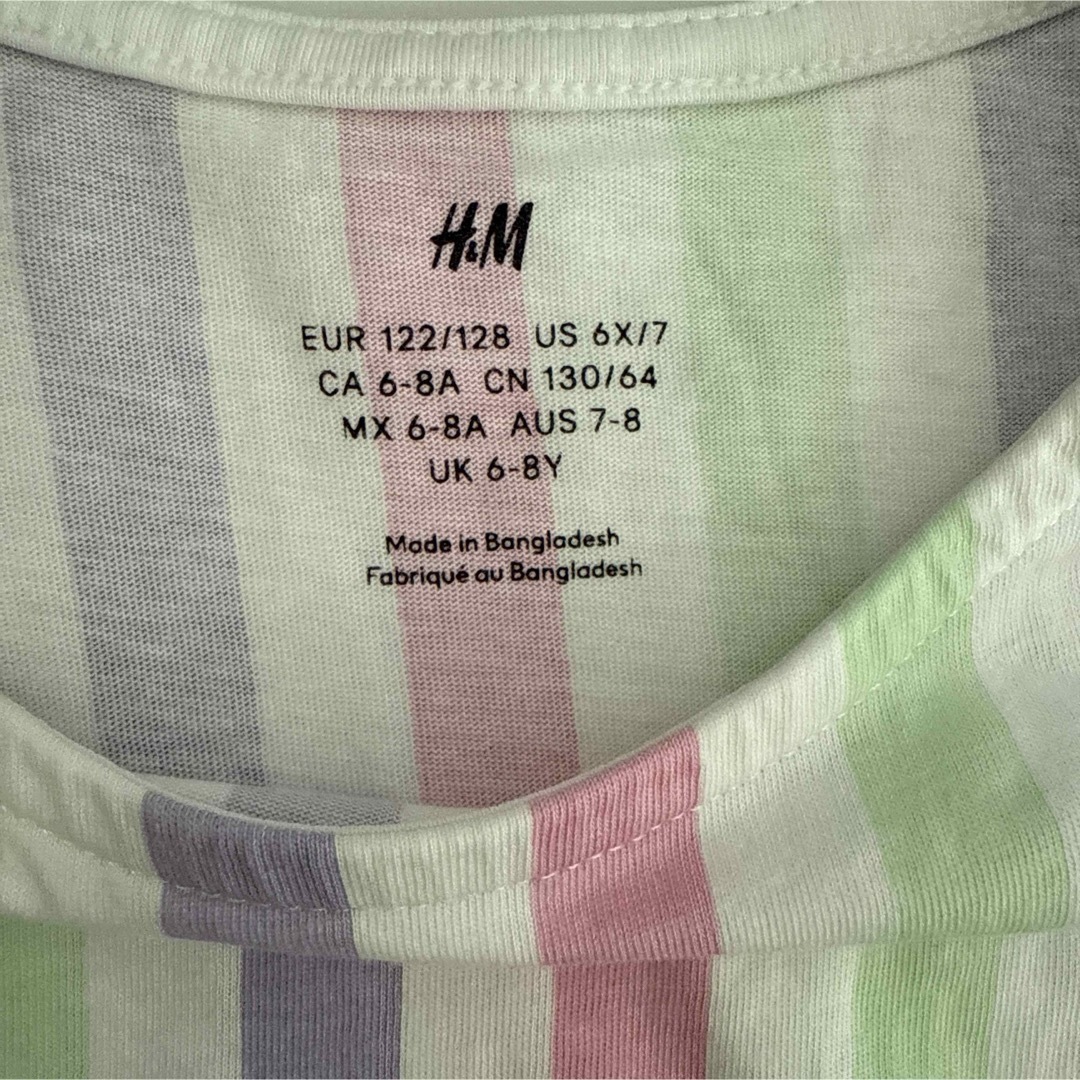 H&M
EUR 122/128 US 6X/7
CA 6-8A CN 130/64
MX 6-8A AUS 7-8
UK 6-8Y
Made in Bangladesh
Fabriqué au Bangladesh